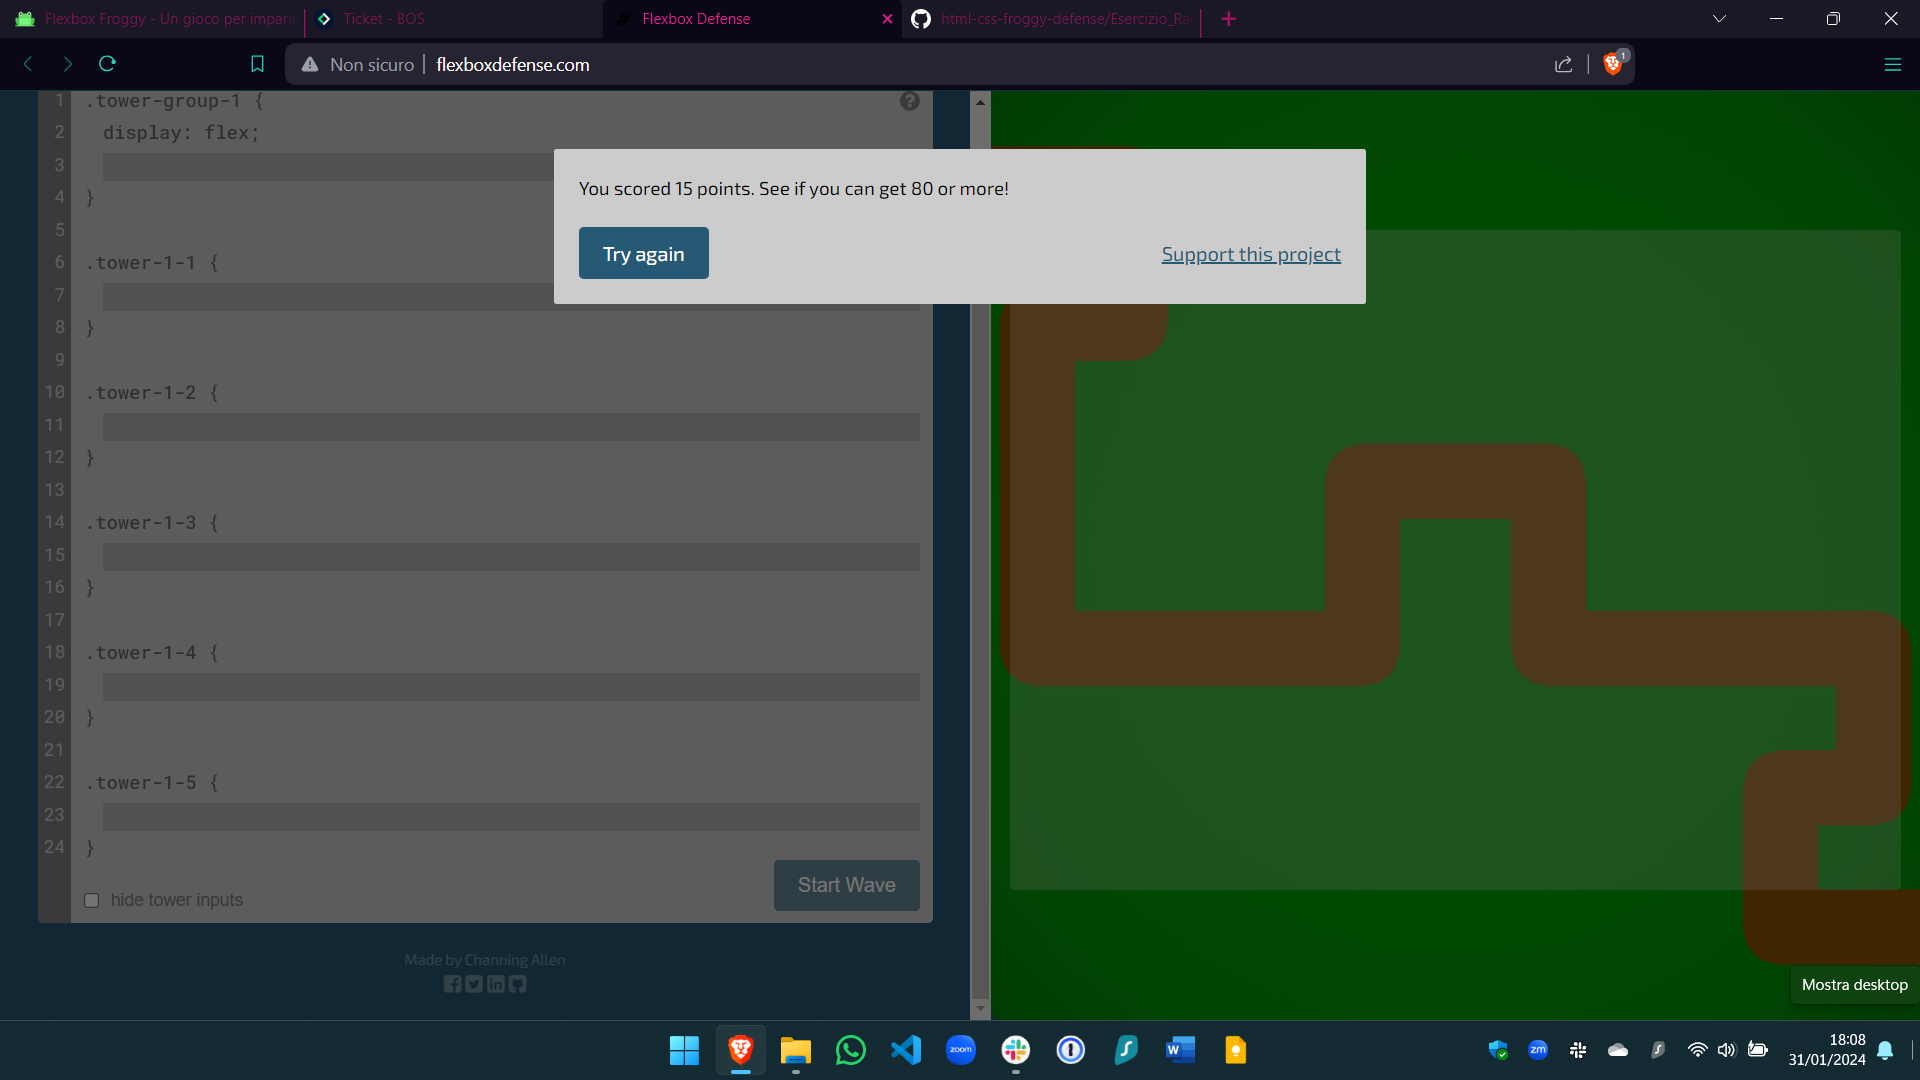 Flexbox Froggy - Un gioco per impara
Ticket - BOS
Flexbox Defense
html-css-froggy-defense/Esercizio_Ra
Non sicuro
flexboxdefense.com
1
1 .tower-group-1 {
2 display: flex;
3
4 }
5
6 .tower-1-1 {
7
8 }
9
10 .tower-1-2 {
11
12 }
13
14 .tower-1-3 {
15
16 }
17
18 .tower-1-4 {
19
20 }
21
22 .tower-1-5 {
23
24 }
hide tower inputs
Start Wave
Made by Channing Allen
You scored 15 points. See if you can get 80 or more!
Try again
Support this project
Mostra desktop
zoom
W
zm
18:08
31/01/2024